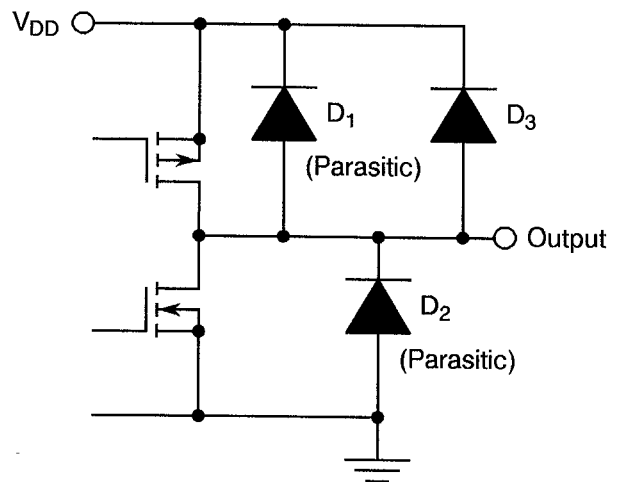 VDD
D1
D3
(Parasitic)
Output
D2
(Parasitic)